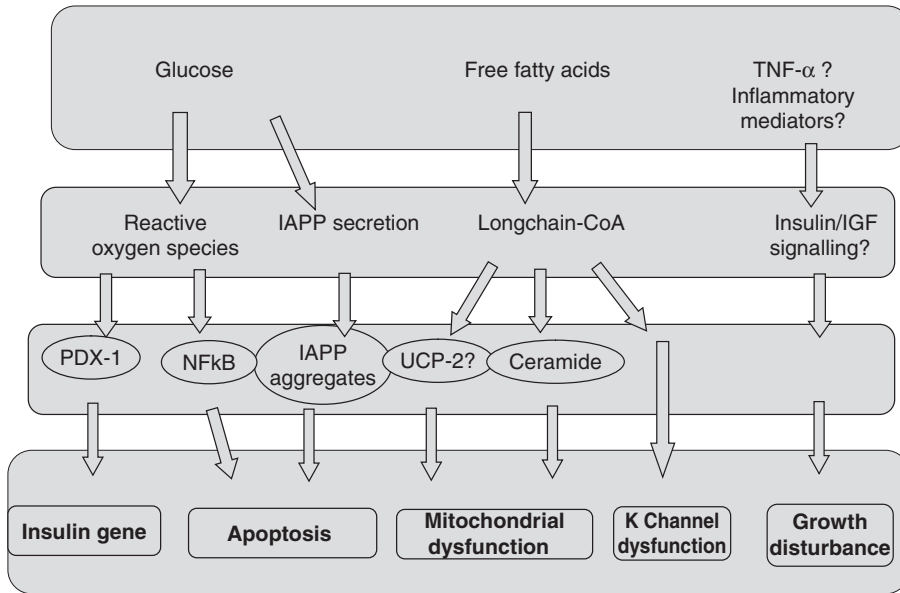 Glucose
Free fatty acids
TNF-α ?
Inflammatory
mediators?
Reactive
oxygen species
IAPP secretion
Longchain-CoA
Insulin/IGF
signalling?
PDX-1
NFkB
IAPP
aggregates
UCP-2?
Ceramide
Insulin gene
Apoptosis
Mitochondrial
dysfunction
K Channel
dysfunction
Growth
disturbance